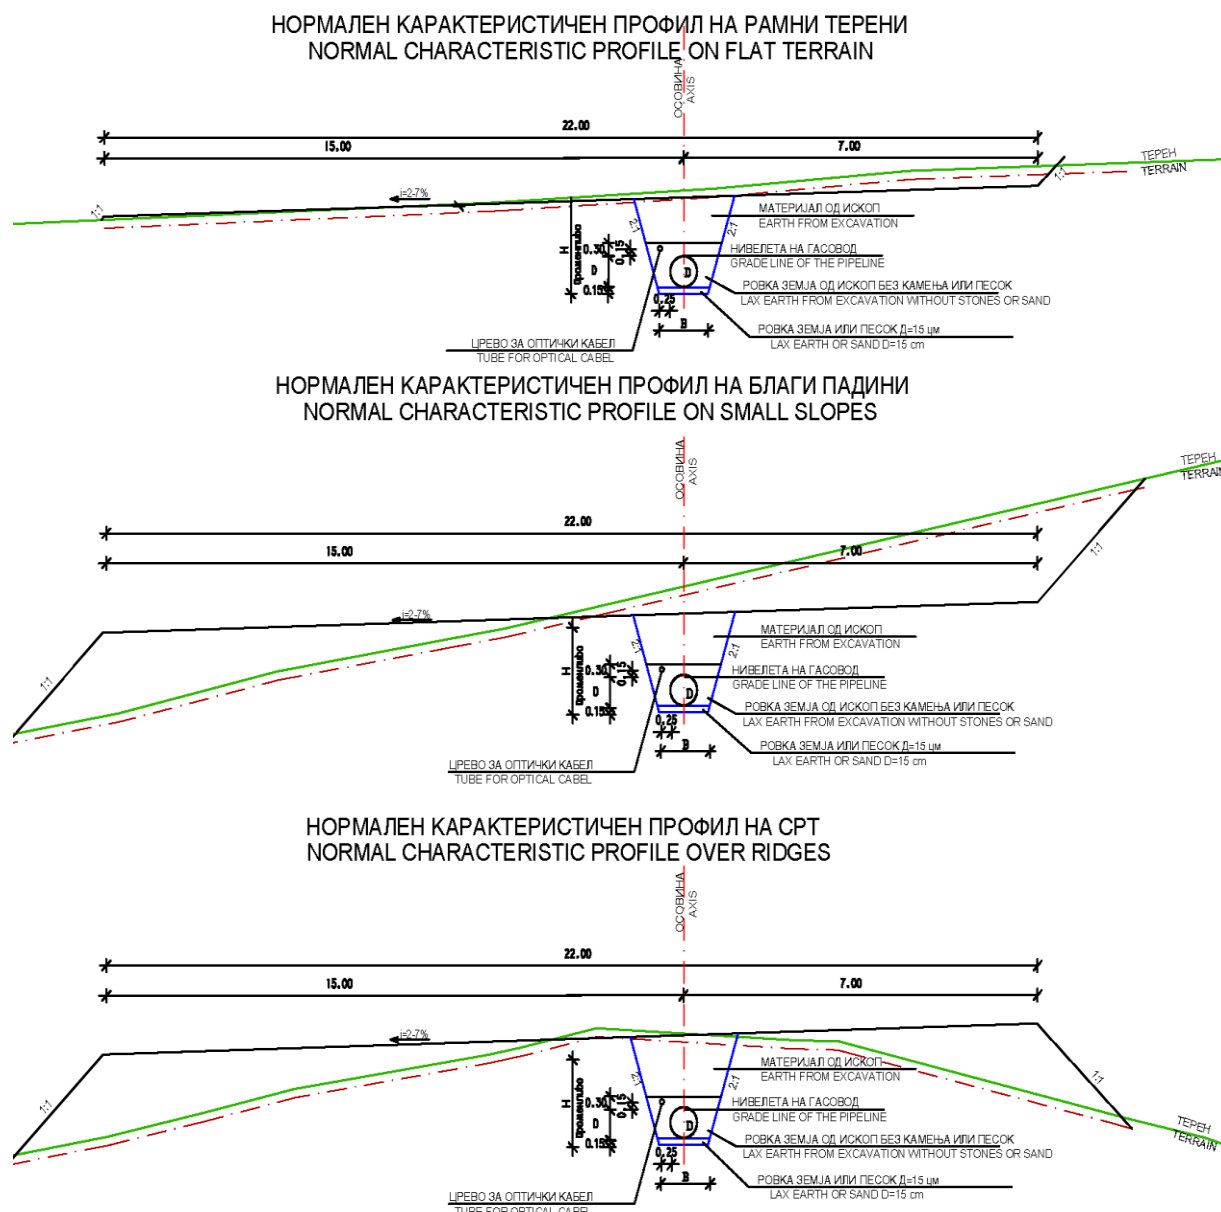 НОРМАЛЕН КАРАКТЕРИСТИЧЕН ПРОФИЛ НА РАМНИ ТЕРЕНИ
NORMAL CHARACTERISTIC PROFILE ON FLAT TERRAIN
ОСОВИНА
AXIS
22.00
15.00
7.00
ТЕРЕН
TERRAIN
1:1
i=2-7%
1:1
2:1
2:1
МАТЕРИЈАЛ ОД ИСКОП
EARTH FROM EXCAVATION
H
Променливо
0.30
0.15
D
0.15
D
НИВЕЛЕТА НА ГАСОВОД
GRADE LINE OF THE PIPELINE
РОВКА ЗЕМЈА ОД ИСКОП БЕЗ КАМЕЊА ИЛИ ПЕСОК
LAX EARTH FROM EXCAVATION WITHOUT STONES OR SAND
0.25
B
РОВКА ЗЕМЈА ИЛИ ПЕСОК Д=15 цм
LAX EARTH OR SAND D=15 cm
ЦРЕВО ЗА ОПТИЧКИ КАБЕЛ
TUBE FOR OPTICAL CABEL
НОРМАЛЕН КАРАКТЕРИСТИЧЕН ПРОФИЛ НА БЛАГИ ПАДИНИ
NORMAL CHARACTERISTIC PROFILE ON SMALL SLOPES
ОСОВИНА
AXIS
ТЕРЕН
TERRAIN
22.00
15.00
7.00
1:1
i=2-7%
1:1
2:1
2:1
МАТЕРИЈАЛ ОД ИСКОП
EARTH FROM EXCAVATION
H
Променливо
0.30
0.15
D
0.15
D
НИВЕЛЕТА НА ГАСОВОД
GRADE LINE OF THE PIPELINE
РОВКА ЗЕМЈА ОД ИСКОП БЕЗ КАМЕЊА ИЛИ ПЕСОК
LAX EARTH FROM EXCAVATION WITHOUT STONES OR SAND
0.25
B
РОВКА ЗЕМЈА ИЛИ ПЕСОК Д=15 цм
LAX EARTH OR SAND D=15 cm
ЦРЕВО ЗА ОПТИЧКИ КАБЕЛ
TUBE FOR OPTICAL CABEL
НОРМАЛЕН КАРАКТЕРИСТИЧЕН ПРОФИЛ НА СРТ
NORMAL CHARACTERISTIC PROFILE OVER RIDGES
ОСОВИНА
AXIS
22.00
15.00
7.00
i=2-7%
1:1
1:1
2:1
2:1
МАТЕРИЈАЛ ОД ИСКОП
EARTH FROM EXCAVATION
H
Променливо
0.30
0.15
D
0.15
D
НИВЕЛЕТА НА ГАСОВОД
GRADE LINE OF THE PIPELINE
ТЕРЕН
TERRAIN
РОВКА ЗЕМЈА ОД ИСКОП БЕЗ КАМЕЊА ИЛИ ПЕСОК
LAX EARTH FROM EXCAVATION WITHOUT STONES OR SAND
0.25
B
РОВКА ЗЕМЈА ИЛИ ПЕСОК Д=15 цм
LAX EARTH OR SAND D=15 cm
ЦРЕВО ЗА ОПТИЧКИ КАБЕЛ
TUBE FOR OPTICAL CABEL